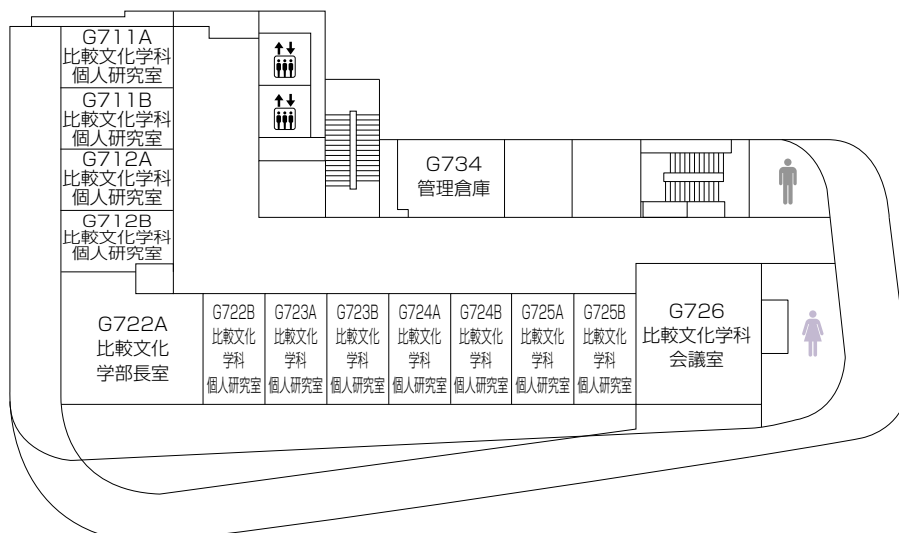 G711A
比較文化学科
個人研究室
G711B
比較文化学科
個人研究室
G712A
比較文化学科
個人研究室
G712B
比較文化学科
個人研究室
G734
管理倉庫
G722A
比較文化
学部長室
G722B
比較文化
学科
個人研究室
G723A
比較文化
学科
個人研究室
G723B
比較文化
学科
個人研究室
G724A
比較文化
学科
個人研究室
G724B
比較文化
学科
個人研究室
G725A
比較文化
学科
個人研究室
G725B
比較文化
学科
個人研究室
G726
比較文化学科
会議室